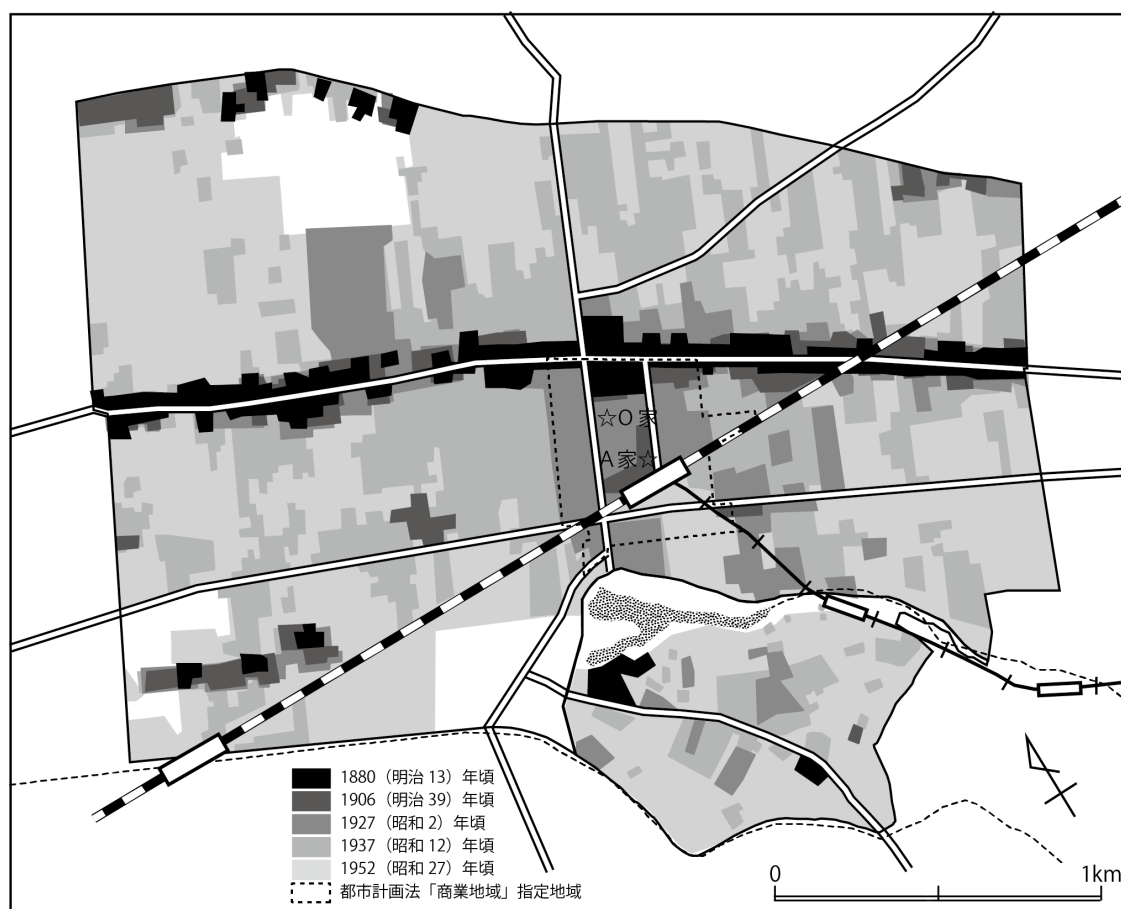 ☆O 家
A 家☆
1880（明治 13）年頃
1906（明治 39）年頃
1927（昭和 2）年頃
1937（昭和 12）年頃
1952（昭和 27）年頃
都市計画法「商業地域」指定地域
0 1km